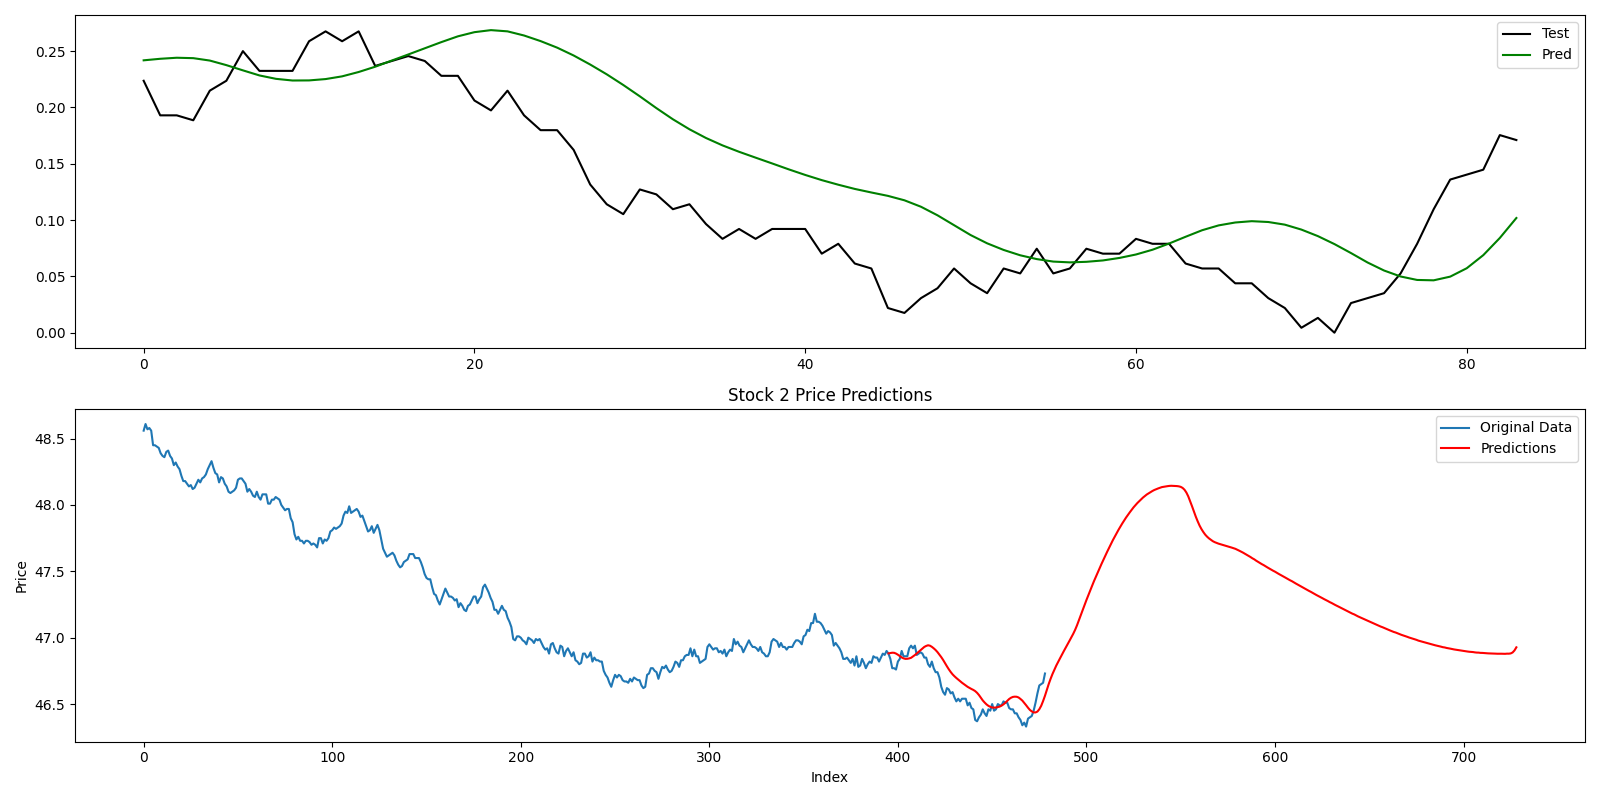 0.25
0.20
0.15
0.10
0.05
0.00
Test
Pred
0 20 40 60 80
Stock 2 Price Predictions
48.5
48.0
47.5
47.0
46.5
Price
Original Data
Predictions
0 100 200 300 400 500 600 700
Index